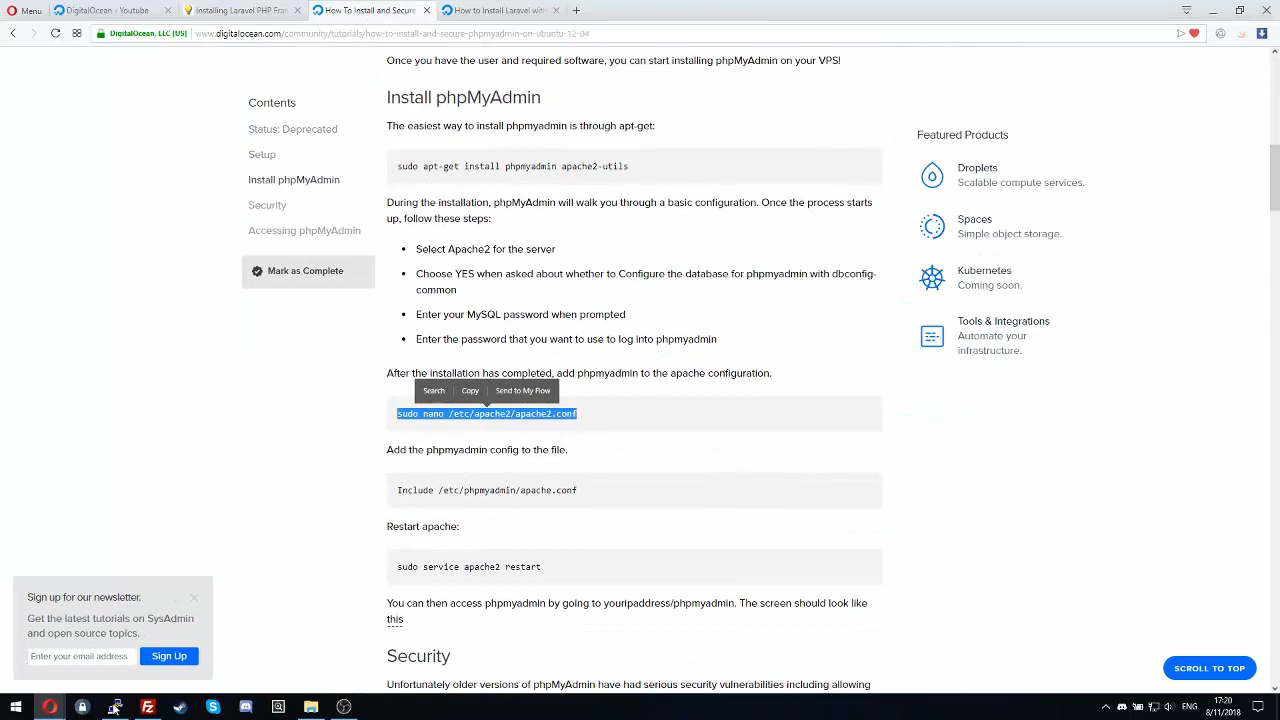 Menu
DigitalOcean - Youtube
Installing Laravel PHP Fra
How To Install and Secure
How to Install Laravel with
DigitalOcean, LLC [US]
www.digitalocean.com/community/tutorials/how-to-install-and-secure-phpmyadmin-on-ubuntu-12-04
Once you have the user and required software, you can start installing phpMyAdmin on your VPS!
Contents
Status: Deprecated
Setup
Install phpMyAdmin
Security
Accessing phpMyAdmin
Mark as Complete
Install phpMyAdmin
The easiest way to install phpmyadmin is through apt-get:
sudo apt-get install phpmyadmin apache2-utils
During the installation, phpMyAdmin will walk you through a basic configuration. Once the process starts
up, follow these steps:
• Select Apache2 for the server
• Choose YES when asked about whether to Configure the database for phpmyadmin with dbconfig-
common
• Enter your MySQL password when prompted
• Enter the password that you want to use to log into phpmyadmin
After the installation has completed, add phpmyadmin to the apache configuration.
Search Copy Send to My Flow
sudo nano /etc/apache2/apache2.conf
Add the phpmyadmin config to the file.
Include /etc/phpmyadmin/apache.conf
Restart apache:
sudo service apache2 restart
You can then access phpmyadmin by going to youripaddress/phpmyadmin. The screen should look like
this
Security
Unfortunately older versions of phpMyAdmin have had serious security vulnerabilities including allowing
Featured Products
Droplets
Scalable compute services.
Spaces
Simple object storage.
Kubernetes
Coming soon.
Tools & Integrations
Automate your
infrastructure.
Sign up for our newsletter.
Get the latest tutorials on SysAdmin
and open source topics.
Enter your email address
Sign Up
SCROLL TO TOP
ENG
17:20
8/11/2018